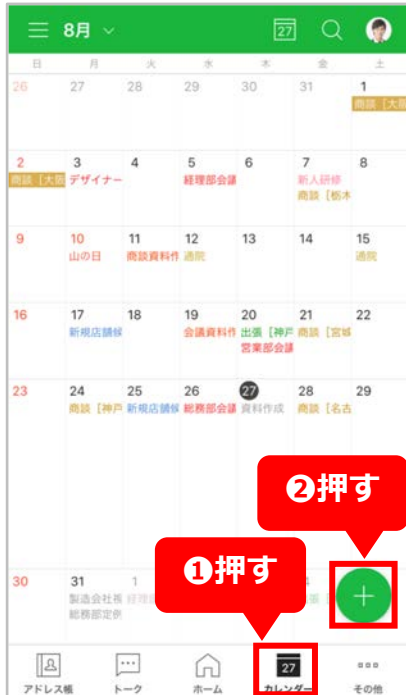 8月
27
日 月 火 水 木 金 土
26 27 28 29 30 31 1
商談［大阪
2 3 4 5 6 7 8
商談［大阪 デザイナー 経理部会議 新人研修
商談［栃木
9 10 11 12 13 14 15
山の日 商談資料作 通院 通院
16 17 18 19 20 21 22
新規店舗候 会議資料作 出張［神戸 商談［宮城
営業部会議
23 24 25 26 27 28 29
商談［神戸 新規店舗候 総務部会議 資料作成 商談［名古
❷押す
❶押す
30 31 1
製造会社視
総務部定例
27
アドレス帳 トーク ホーム カレンダー その他